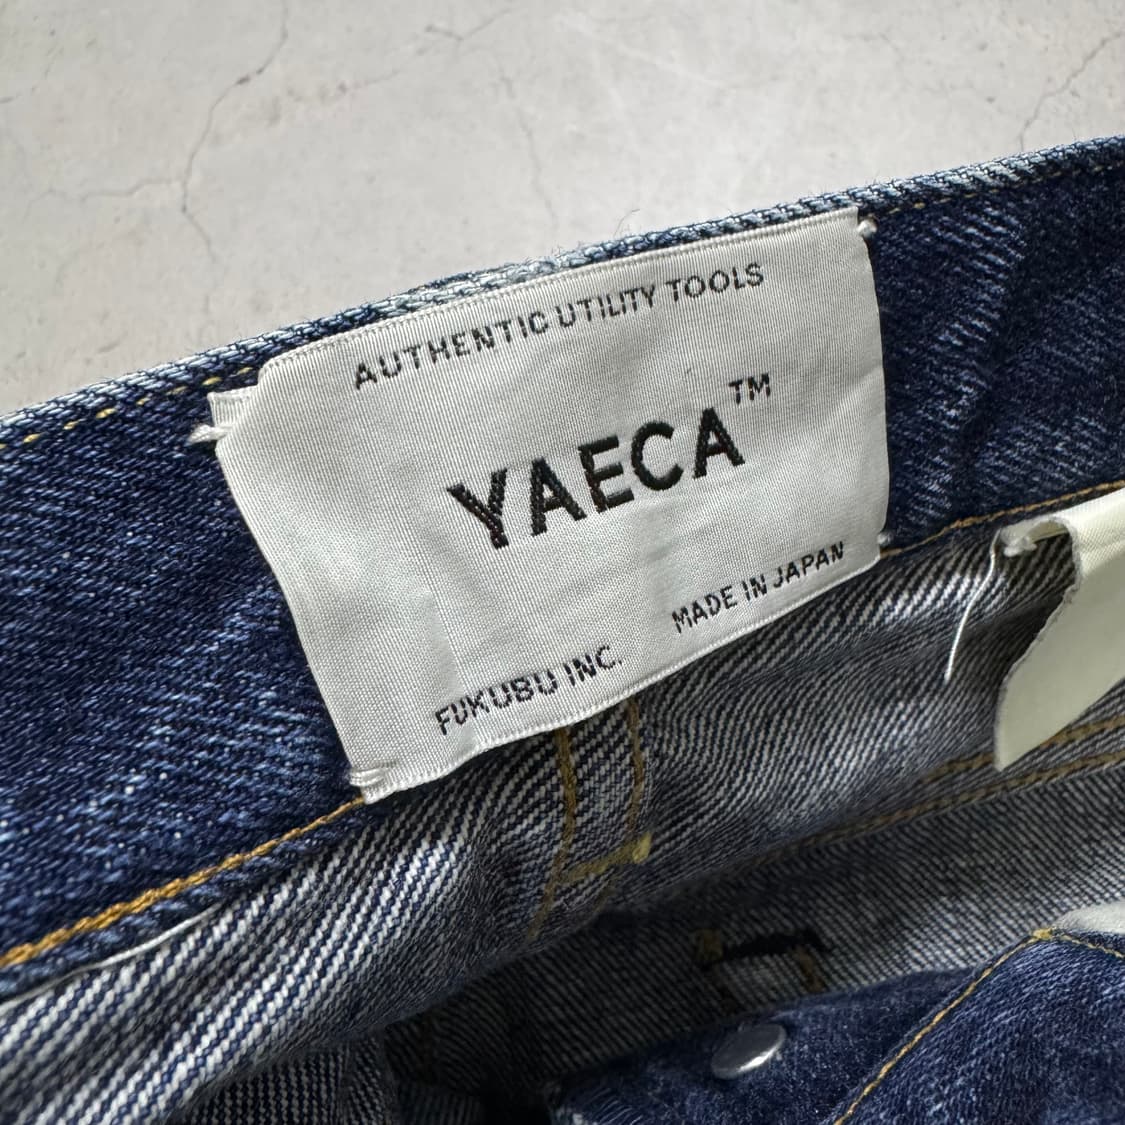 AUTHENTIC UTILITY TOOLS
YAECA™
FUKUBU INC. MADE IN JAPAN